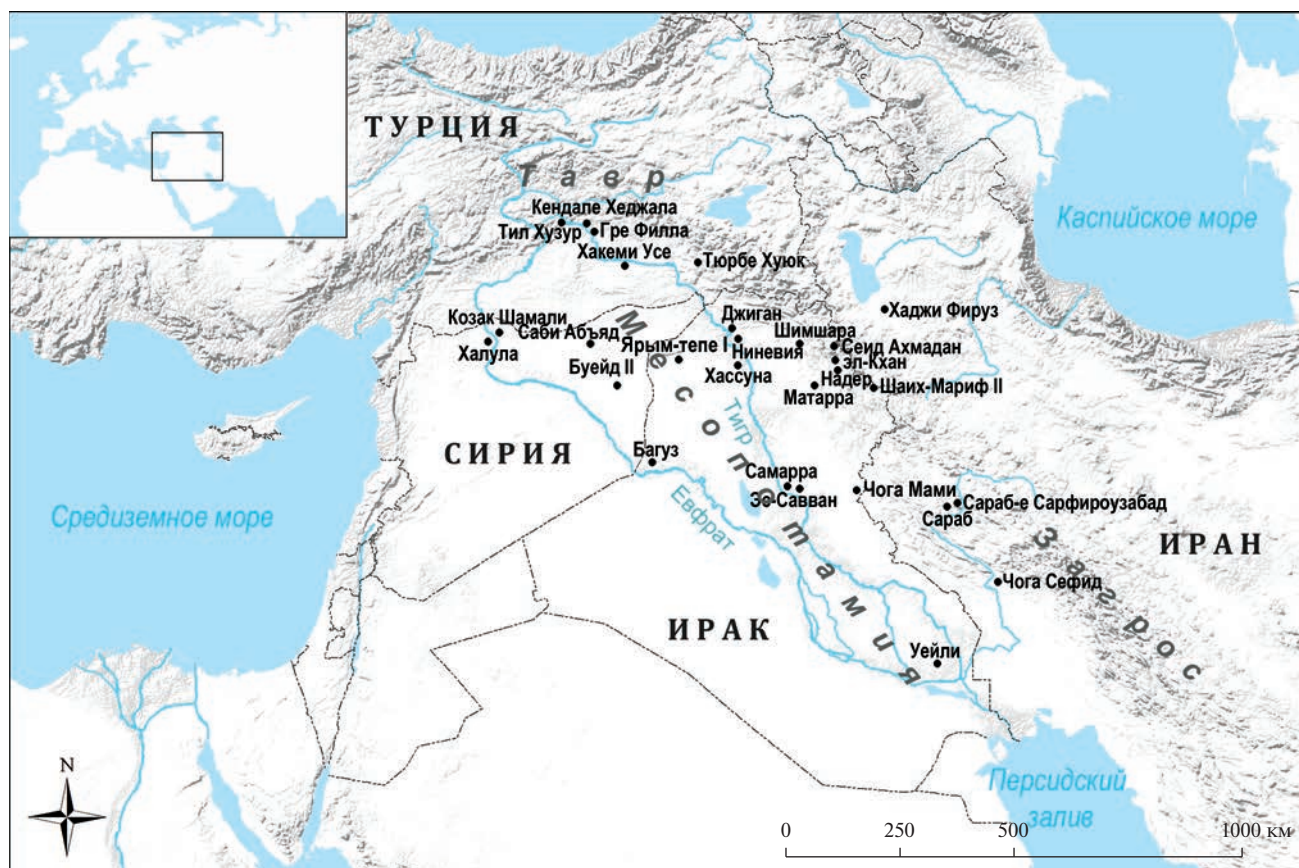 ТУРЦИЯ
Тавр
Каспийское море
Кендале Хеджала
Тил Хузур
Гре Филла
Хакеми Усе
Тюрбе Хуюк
Хаджи Фируз
Козак Шамали
Джиган
Саби Абъяд
Шимшара
Халула
Ярым-тепе I
Ниневия
Сеид Ахмадан
эл-Кхан
Буейд II
Хассуна
Надер
Шаих-Мариф II
Матарра
Месопотамия
Тигр
СИРИЯ
Багуз
Самарра
Эс-Савван
Чога Мами
Сараб-е Сарфироузабад
Сараб
Средиземное море
Евфрат
Загрос
ИРАН
Чога Сефид
ИРАК
Уейли
N
Персидский
залив
0 250 500 1000 км